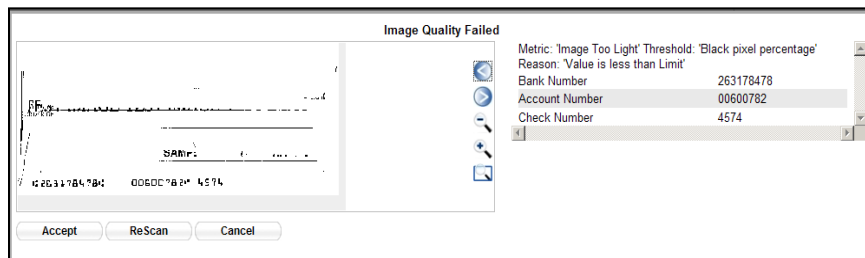 Image Quality Failed
Metric: 'Image Too Light' Threshold: 'Black pixel percentage'
Reason: 'Value is less than Limit'
Bank Number 263178478
Account Number 00600782
Check Number 4574
4574
Accept ReScan Cancel